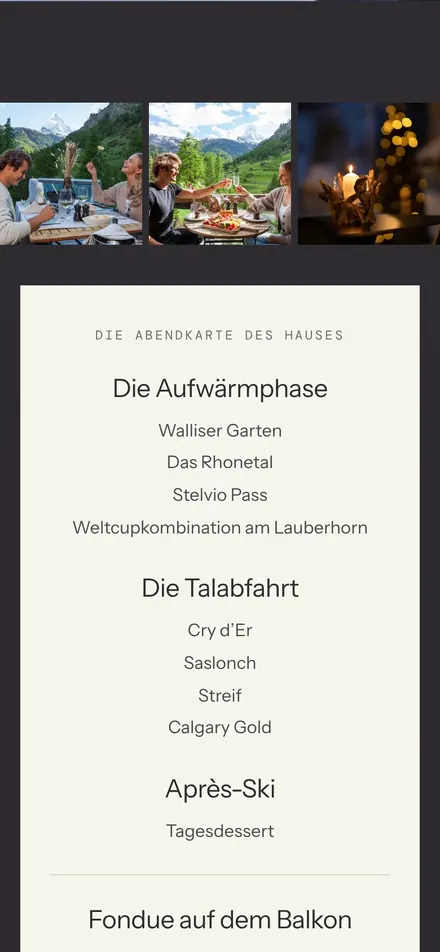 DIE ABENDKARTE DES HAUSES
Die Aufwärmphase
Walliser Garten
Das Rhonetal
Stelvio Pass
Weltcupkombination am Lauberhorn
Die Talabfahrt
Cry d’Er
Saslonch
Streif
Calgary Gold
Après-Ski
Tagesdessert
Fondue auf dem Balkon